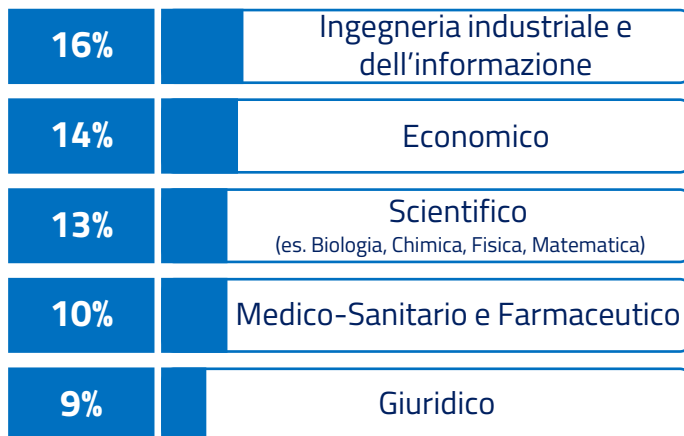 16%
Ingegneria industriale e
dell’informazione
14%
Economico
13%
Scientifico
(es. Biologia, Chimica, Fisica, Matematica)
10%
Medico-Sanitario e Farmaceutico
9%
Giuridico